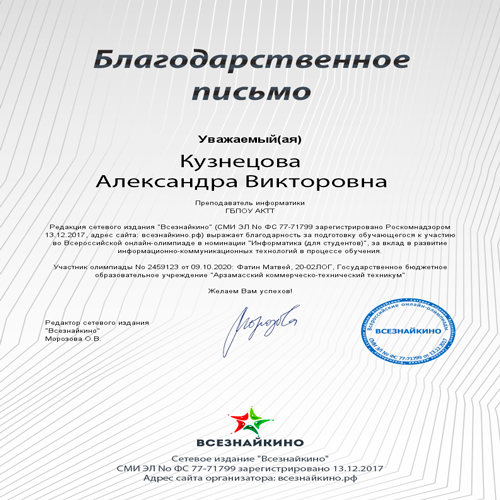 Благодарственное
письмо
Уважаемый(ая)
Кузнецова
Александра Викторовна
Преподаватель информатики
ГБПОУ АКТТ
Редакция сетевого издания "Всезнайкино" (СМИ ЭЛ № ФС 77-71799 зарегистрировано Роскомнадзором
13.12.2017, адрес сайта: всезнайкино.рф) выражает благодарность за подготовку обучающегося к участию
во Всероссийской онлайн-олимпиаде в номинации "Информатика (для студентов)", за вклад в развитие
информационно-коммуникационных технологий в процессе обучения.
Участник олимпиады No 2459123 от 09.10.2020: Фатин Матвей, 20-02ЛОГ, Государственное бюджетное
образовательное учреждение "Арзамасский коммерческо-технический техникум"
Желаем Вам успехов!
Редактор сетевого издания
"Всезнайкино"
Морозова О.В.
Морозова
Всероссийские онлайн-олимпиады
ВСЕЗНАЙКИНО
СМИ ЭЛ № ФС 77-71799 от 13.12.2017
ВСЕЗНАЙКИНО
Сетевое издание "Всезнайкино"
СМИ ЭЛ № ФС 77-71799 зарегистрировано 13.12.2017
Адрес сайта организатора: всезнайкино.рф